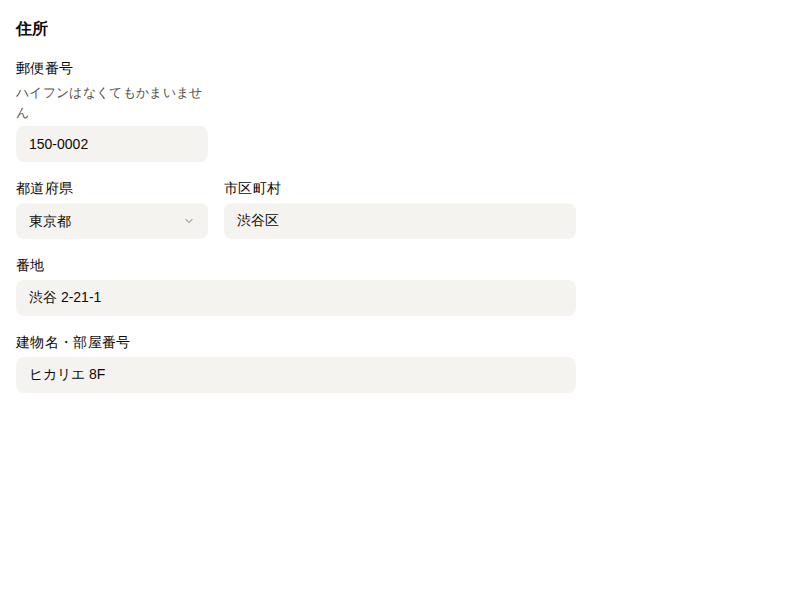 住所
郵便番号
ハイフンはなくてもかまいませ
ん
150-0002
都道府県
市区町村
東京都
渋谷区
番地
渋谷 2-21-1
建物名・部屋番号
ヒカリエ 8F